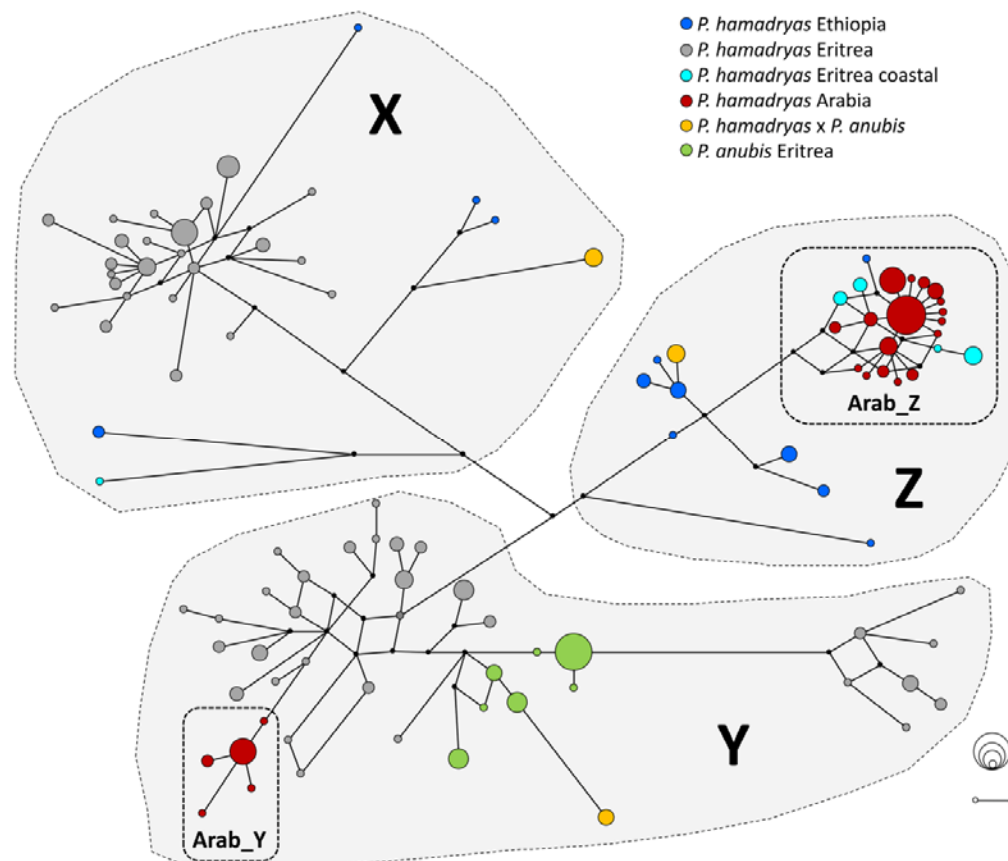 P. hamadryas Ethiopia
P. hamadryas Eritrea
P. hamadryas Eritrea coastal
P. hamadryas Arabia
P. hamadryas x P. anubis
P. anubis Eritrea
X
Arab_Z
Z
Y
Arab_Y